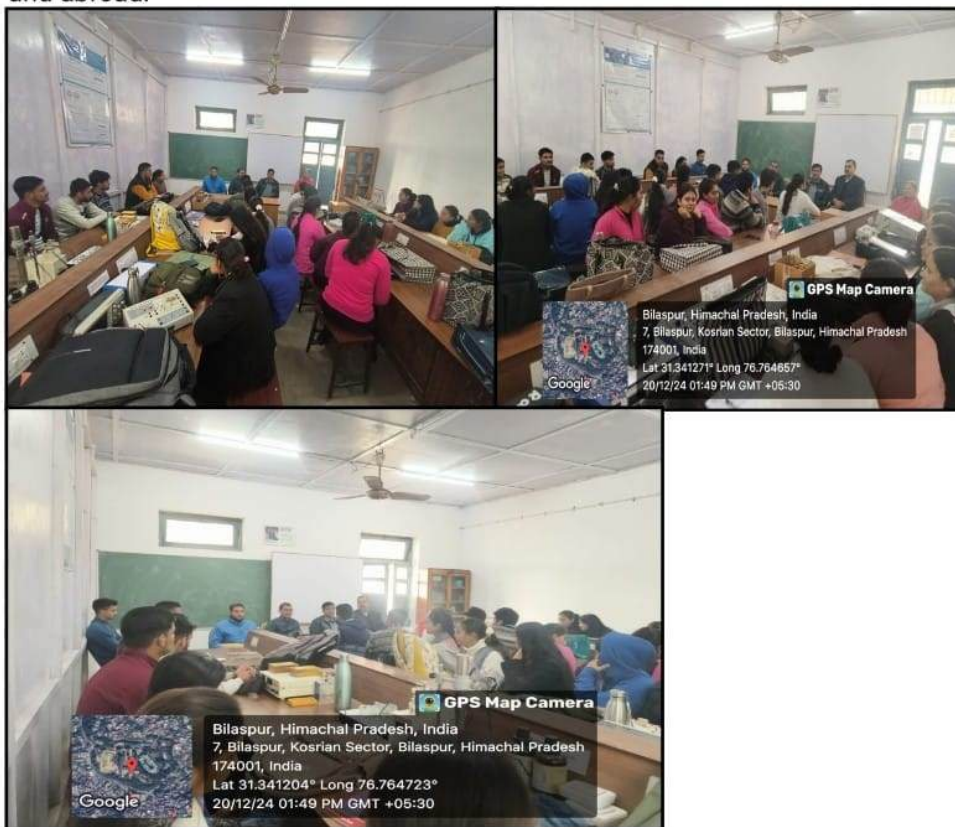 and abroad.
GPS Map Camera
Bilaspur, Himachal Pradesh, India
7, Bilaspur, Kosrian Sector, Bilaspur, Himachal Pradesh
174001, India
Lat 31.341271° Long 76.764657°
20/12/24 01:49 PM GMT +05:30
Google
GPS Map Camera
Bilaspur, Himachal Pradesh, India
7, Bilaspur, Kosrian Sector, Bilaspur, Himachal Pradesh
174001, India
Lat 31.341204° Long 76.764723°
20/12/24 01:49 PM GMT +05:30
Google